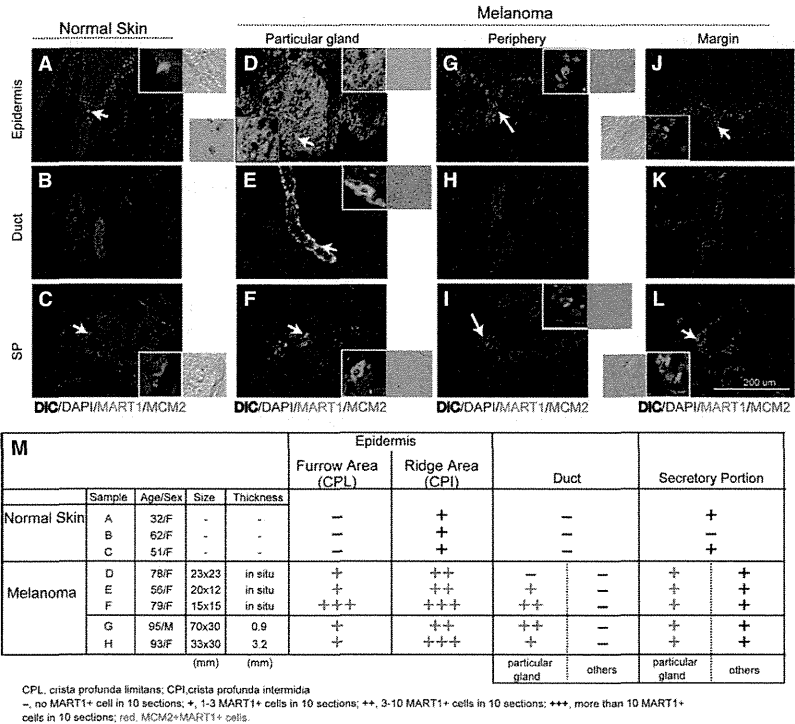 Melanoma
Normal Skin
Particular gland
Periphery
Margin
Epidermis
A
D
G
J
Duct
B
E
H
K
SP
C
F
I
L
200 um
DIC/DAPI/MART1/MCM2
DIC/DAPI/MART1/MCM2
DIC/DAPI/MART1/MCM2
DIC/DAPI/MART1/MCM2
M
Epidermis
Furrow Area (CPL)
Ridge Area (CPI)
Duct
Secretory Portion
Sample Age/Sex Size Thickness
Normal Skin
A 32/F - - − + − +
B 62/F - - − + − −
C 51/F - - − + − +
Melanoma
D 78/F 23x23 in situ + ++ − − + +
E 56/F 20x12 in situ + ++ + − + +
F 79/F 15x15 in situ +++ +++ ++ − + +
G 95/M 70x30 0.9 + ++ ++ − + +
H 93/F 33x30 3.2 + +++ + − + +
(mm) (mm)
particular gland
others
particular gland
others
CPL, crista profunda limitans; CPI,crista profunda intermidia
−, no MART1+ cell in 10 sections; +, 1-3 MART1+ cells in 10 sections; ++, 3-10 MART1+ cells in 10 sections; +++, more than 10 MART1+
cells in 10 sections; red, MCM2+MART1+ cells.